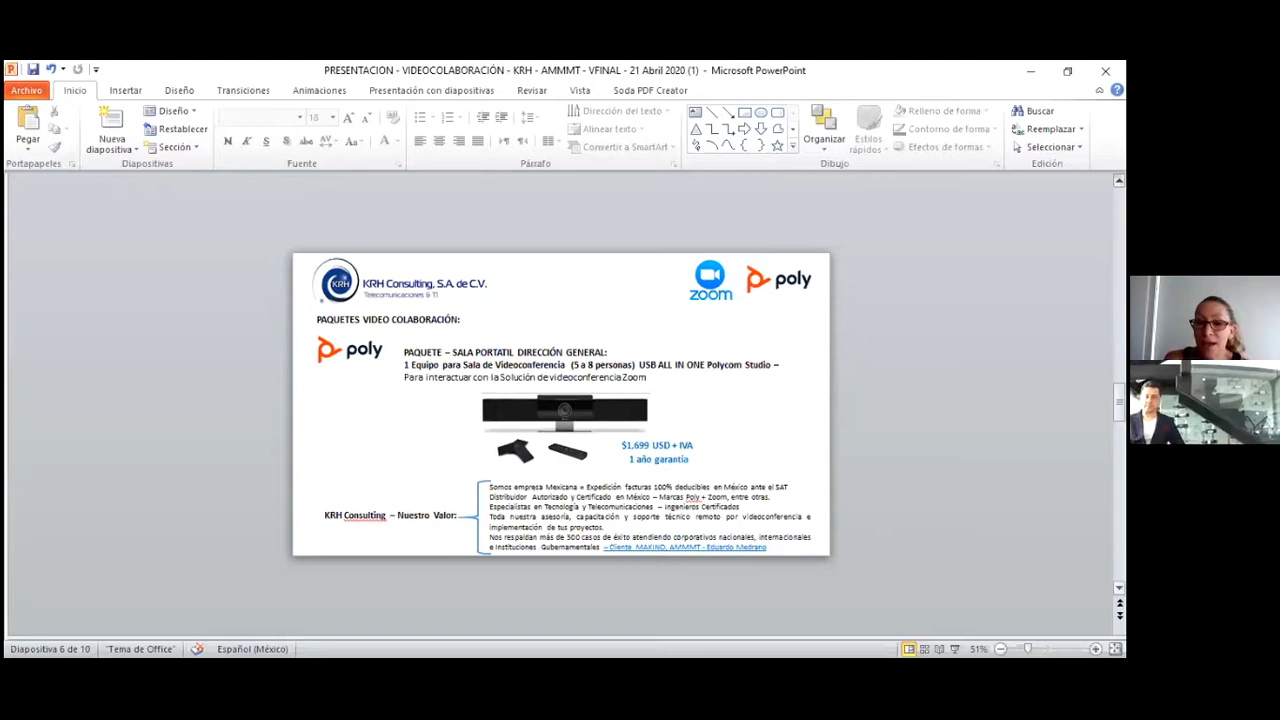 PRESENTACION - VIDEOCOLABORACIÓN - KRH - AMMMT - VFINAL - 21 Abril 2020 (1) - Microsoft PowerPoint
Archivo Inicio Insertar Diseño Transiciones Animaciones Presentación con diapositivas Revisar Vista Soda PDF Creator
Pegar
Nueva diapositiva
Diseño
Restablecer
Sección
18
N K S abc AV Aa A
Dirección del texto
Alinear texto
Convertir a SmartArt
Organizar
Estilos rápidos
Relleno de forma
Contorno de forma
Efectos de formas
Buscar
Reemplazar
Seleccionar
Portapapeles Diapositivas Fuente Párrafo Dibujo Edición
KRH
KRH Consulting, S.A. de C.V.
Telecomunicaciones & TI
zoom
poly
PAQUETES VIDEO COLABORACIÓN:
poly
PAQUETE – SALA PORTATIL DIRECCIÓN GENERAL:
1 Equipo para Sala de Videoconferencia (5 a 8 personas) USB ALL IN ONE Polycom Studio –
Para interactuar con la Solución de videoconferencia Zoom
$1,699 USD + IVA
1 año garantía
KRH Consulting – Nuestro Valor:
Somos empresa Mexicana = Expedición facturas 100% deducibles en México ante el SAT
Distribuidor Autorizado y Certificado en México – Marcas Poly + Zoom, entre otras.
Especialistas en Tecnología y Telecomunicaciones – Ingenieros Certificados
Toda nuestra asesoría, capacitación y soporte técnico remoto por videoconferencia e
implementación de tus proyectos.
Nos respaldan más de 300 casos de éxito atendiendo corporativos nacionales, internacionales
e Instituciones Gubernamentales – Cliente MAKINO, AMMMT - Eduardo Medrano
Diapositiva 6 de 10 "Tema de Office" Español (México) 51%